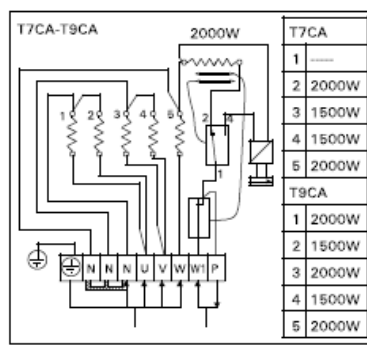 T7CA-T9CA
2000W
1 2 3 4 5
2 4
1
N N N U V W W1 P
T7CA
1 -----
2 2000W
3 1500W
4 1500W
5 2000W
T9CA
1 2000W
2 1500W
3 2000W
4 1500W
5 2000W